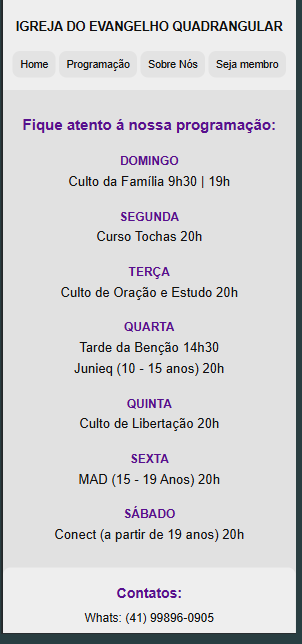 IGREJA DO EVANGELHO QUADRANGULAR
Home Programação Sobre Nós Seja membro
Fique atento á nossa programação:
DOMINGO
Culto da Família 9h30 | 19h
SEGUNDA
Curso Tochas 20h
TERÇA
Culto de Oração e Estudo 20h
QUARTA
Tarde da Benção 14h30
Junieq (10 - 15 anos) 20h
QUINTA
Culto de Libertação 20h
SEXTA
MAD (15 - 19 Anos) 20h
SÁBADO
Conect (a partir de 19 anos) 20h
Contatos:
Whats: (41) 99896-0905